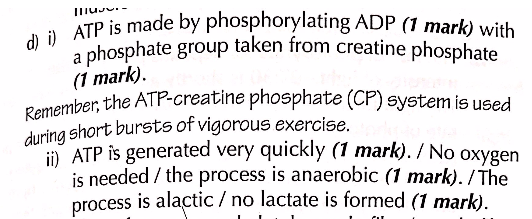 d) i) ATP is made by phosphorylating ADP (1 mark) with
a phosphate group taken from creatine phosphate
(1 mark).
Remember, the ATP-creatine phosphate (CP) system is used
during short bursts of vigorous exercise.
ii) ATP is generated very quickly (1 mark). / No oxygen
is needed / the process is anaerobic (1 mark). / The
process is alactic / no lactate is formed (1 mark).